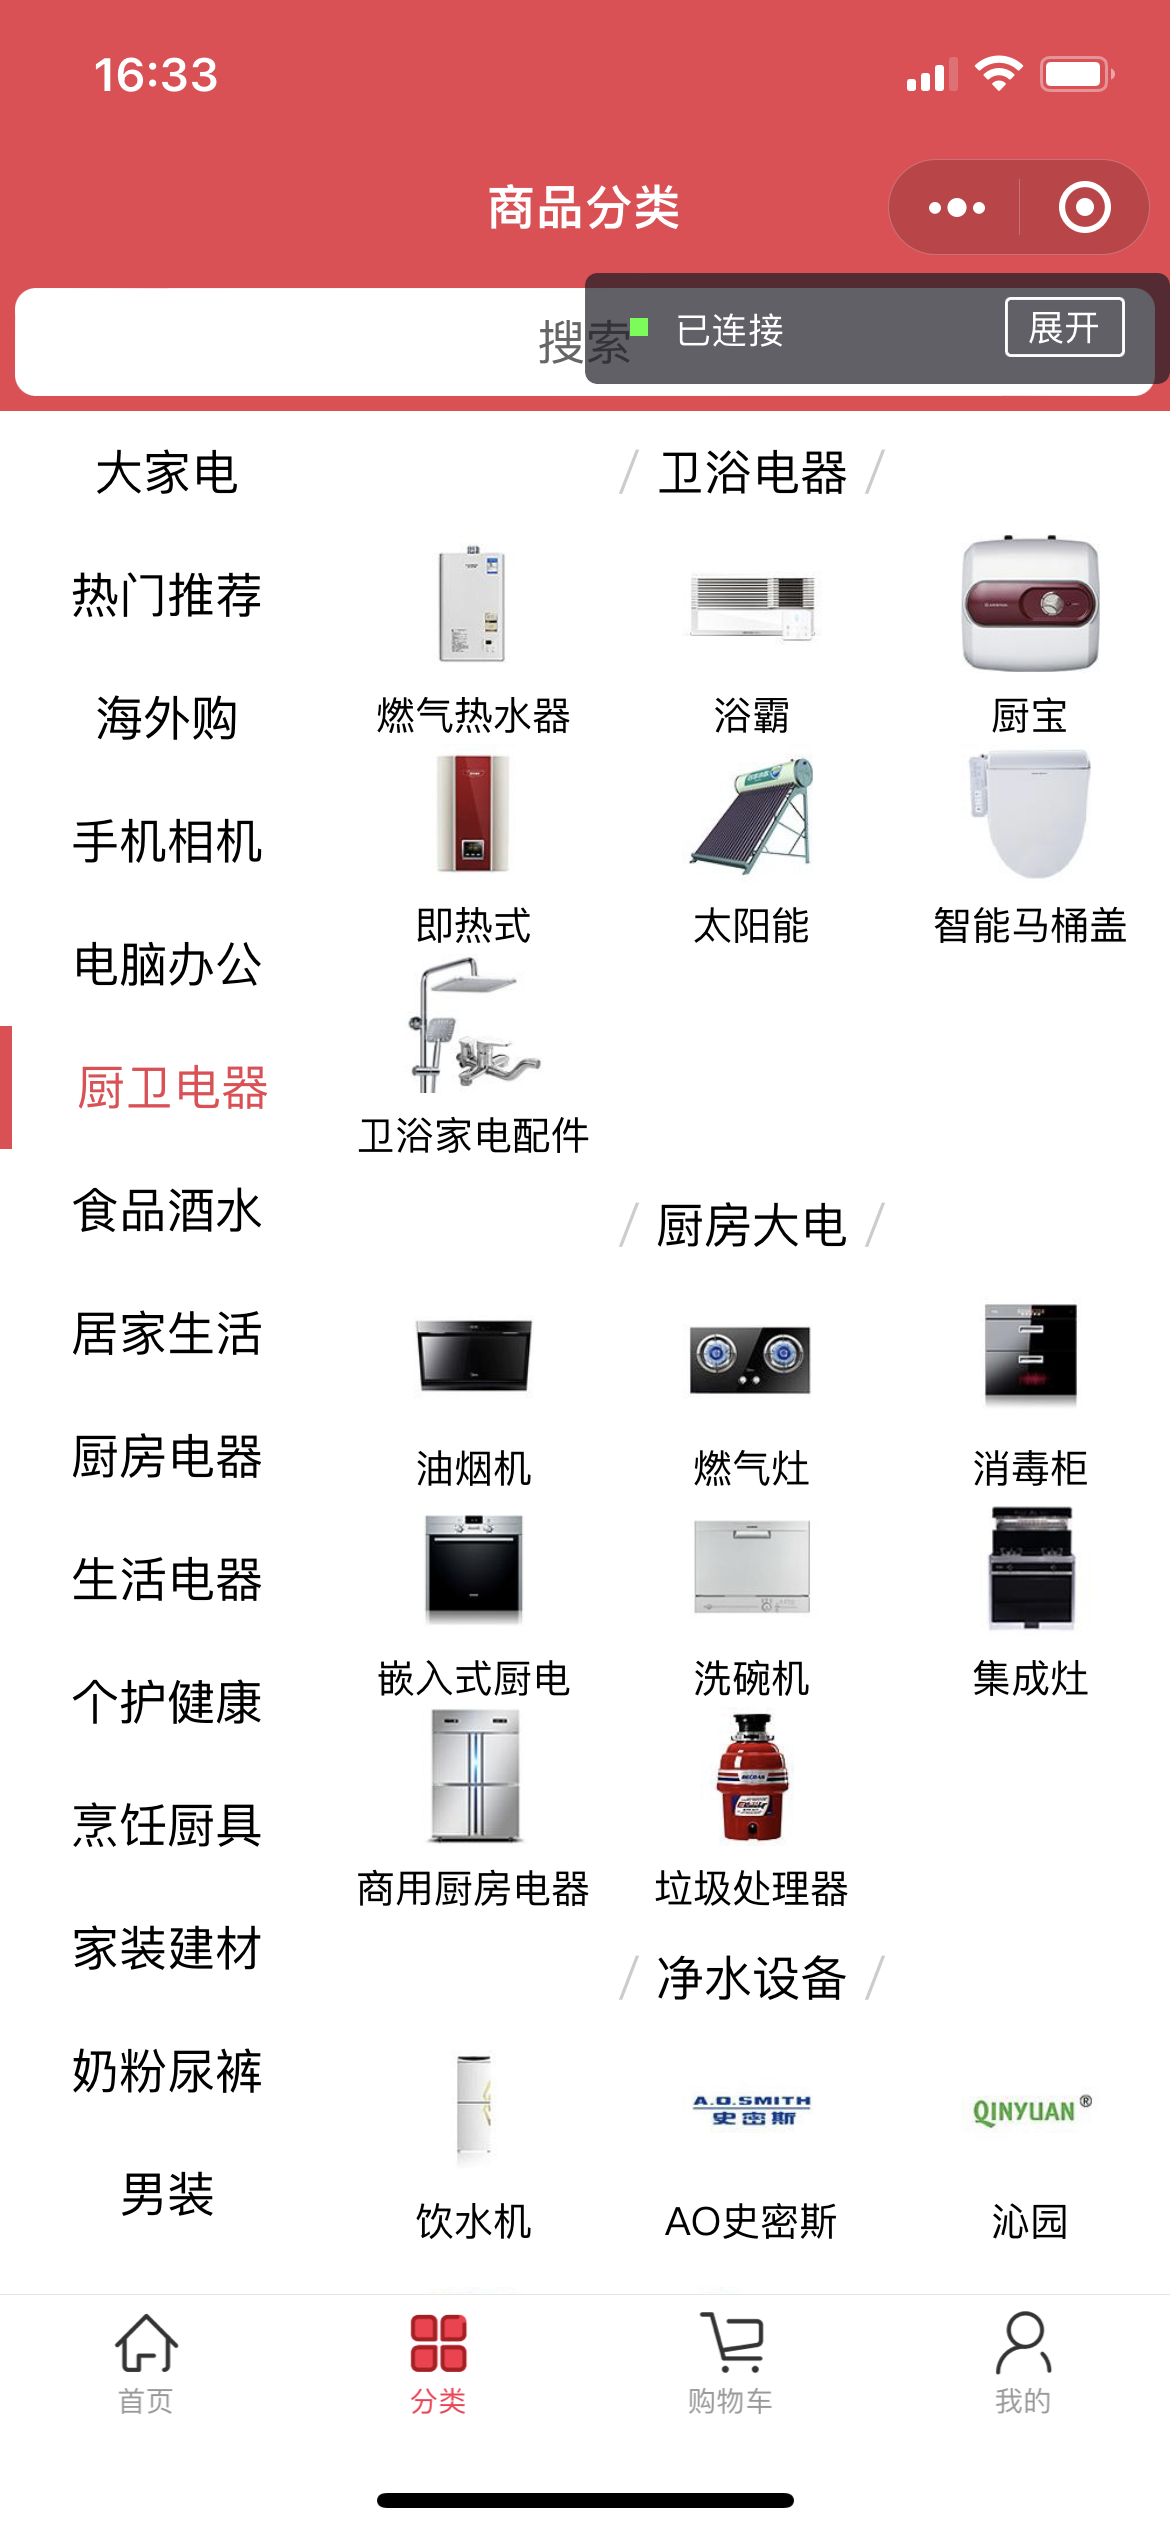 16:33
商品分类
搜索
已连接
展开
大家电
热门推荐
海外购
手机相机
电脑办公
厨卫电器
食品酒水
居家生活
厨房电器
生活电器
个护健康
烹饪厨具
家装建材
奶粉尿裤
男装
/ 卫浴电器 /
燃气热水器
浴霸
厨宝
即热式
太阳能
智能马桶盖
卫浴家电配件
/ 厨房大电 /
油烟机
燃气灶
消毒柜
嵌入式厨电
洗碗机
集成灶
商用厨房电器
垃圾处理器
/ 净水设备 /
A.O.SMITH
史密斯
QINYUAN®
饮水机
AO史密斯
沁园
首页
分类
购物车
我的